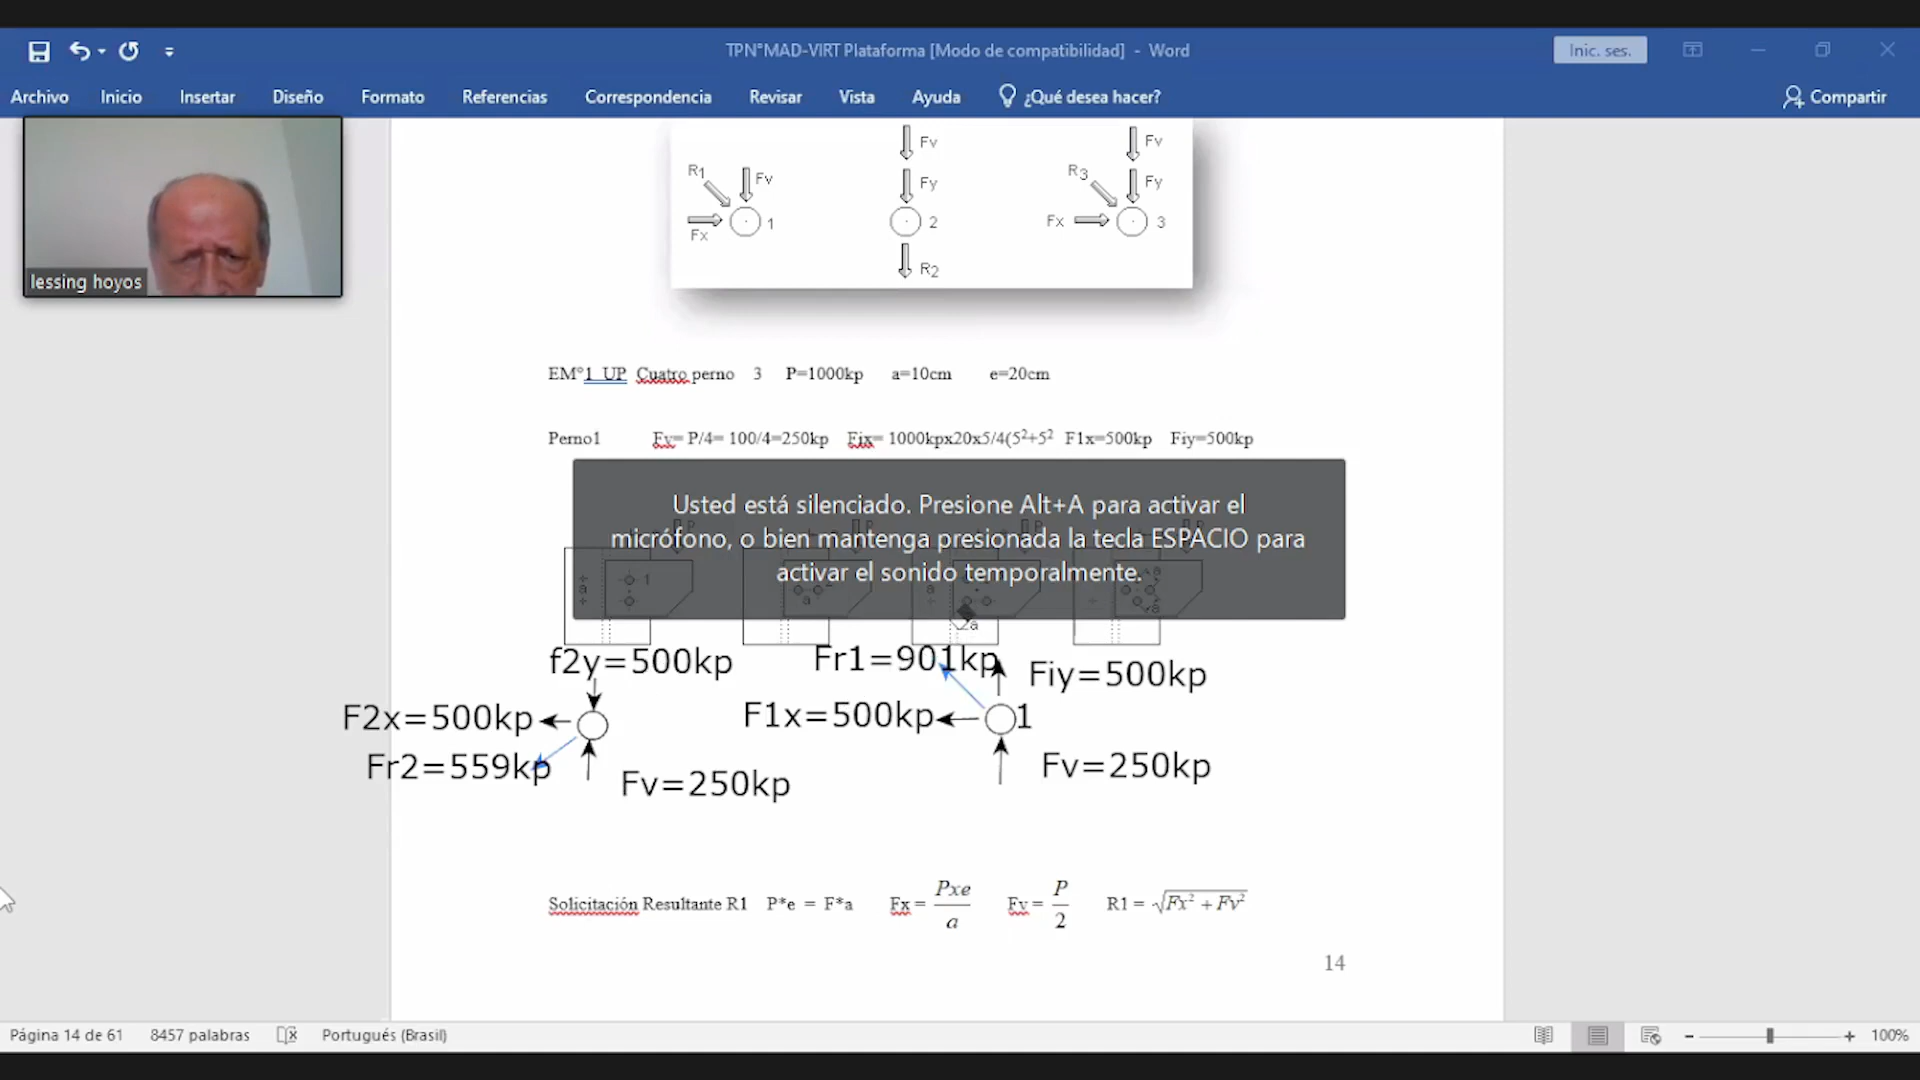 TPN°MAD-VIRT Plataforma [Modo de compatibilidad] - Word
Inic. ses.
Archivo Inicio Insertar Diseño Formato Referencias Correspondencia Revisar Vista Ayuda ¿Qué desea hacer? Compartir
lessing hoyos
Fv Fv
R1 Fv Fy R3 Fy
Fx 1 2 Fx 3
R2
EM°1 UP Cuatro perno 3 P=1000kp a=10cm e=20cm
Perno1 Fv= P/4= 100/4=250kp Fix= 1000kpx20x5/4(5²+5² F1x=500kp Fiy=500kp
Usted está silenciado. Presione Alt+A para activar el
micrófono, o bien mantenga presionada la tecla ESPACIO para
activar el sonido temporalmente.
a 1 a a a
a
2a
f2y=500kp Fr1=901kp Fiy=500kp
F2x=500kp F1x=500kp 1
Fr2=559kp Fv=250kp Fv=250kp
Solicitación Resultante R1 P*e = F*a Fx = Pxe/a Fv = P/2 R1 = √Fx² + Fv²
14
Página 14 de 61 8457 palabras Portugués (Brasil) 100%